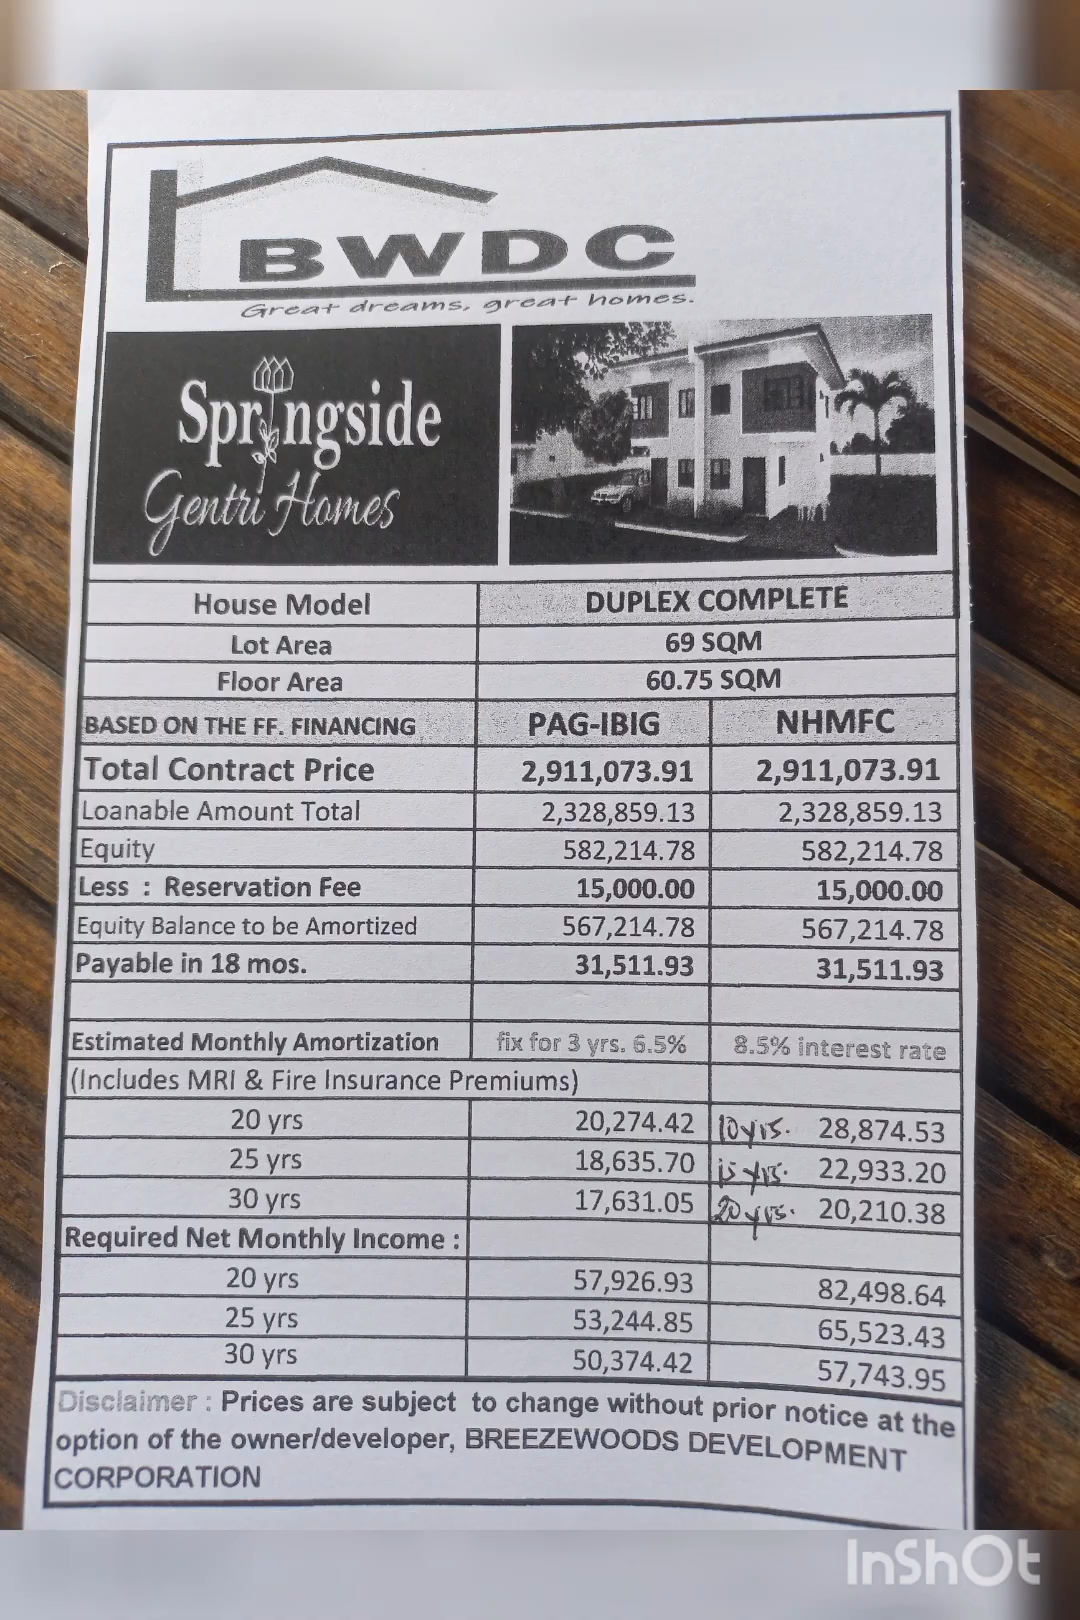 BWDC
Great dreams, great homes.
Springside
Gentri Homes
House Model DUPLEX COMPLETE
Lot Area 69 SQM
Floor Area 60.75 SQM
BASED ON THE FF. FINANCING PAG-IBIG NHMFC
Total Contract Price 2,911,073.91 2,911,073.91
Loanable Amount Total 2,328,859.13 2,328,859.13
Equity 582,214.78 582,214.78
Less : Reservation Fee 15,000.00 15,000.00
Equity Balance to be Amortized 567,214.78 567,214.78
Payable in 18 mos. 31,511.93 31,511.93
Estimated Monthly Amortization fix for 3 yrs. 6.5% 8.5% interest rate
(Includes MRI & Fire Insurance Premiums)
20 yrs 20,274.42 10 yrs. 28,874.53
25 yrs 18,635.70 15 yrs. 22,933.20
30 yrs 17,631.05 20 yrs. 20,210.38
Required Net Monthly Income :
20 yrs 57,926.93 82,498.64
25 yrs 53,244.85 65,523.43
30 yrs 50,374.42 57,743.95
Disclaimer : Prices are subject to change without prior notice at the
option of the owner/developer, BREEZEWOODS DEVELOPMENT
CORPORATION
InShOt